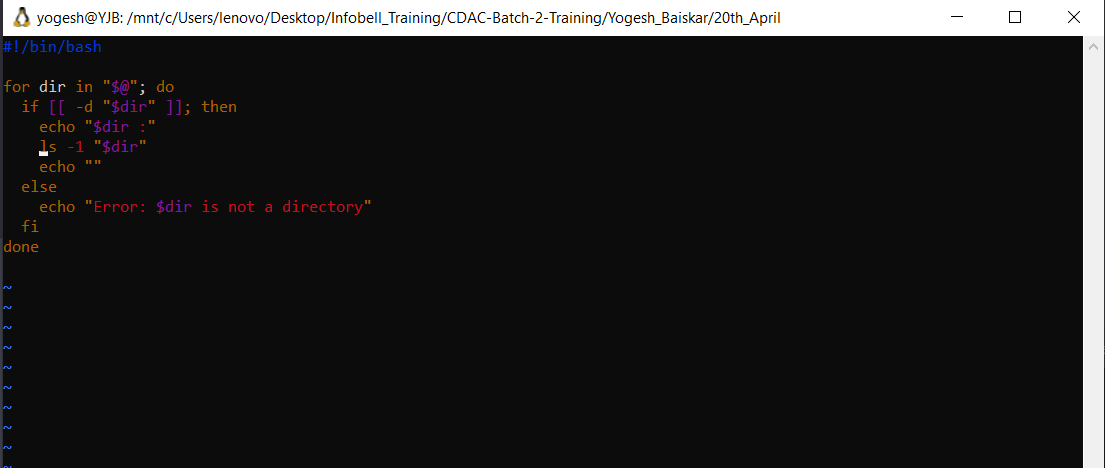 yogesh@YJB: /mnt/c/Users/lenovo/Desktop/Infobell_Training/CDAC-Batch-2-Training/Yogesh_Baiskar/20th_April
#!/bin/bash

for dir in "$@"; do
  if [[ -d "$dir" ]]; then
    echo "$dir :"
    ls -1 "$dir"
    echo ""
  else
    echo "Error: $dir is not a directory"
  fi
done

~
~
~
~
~
~
~
~
~
~